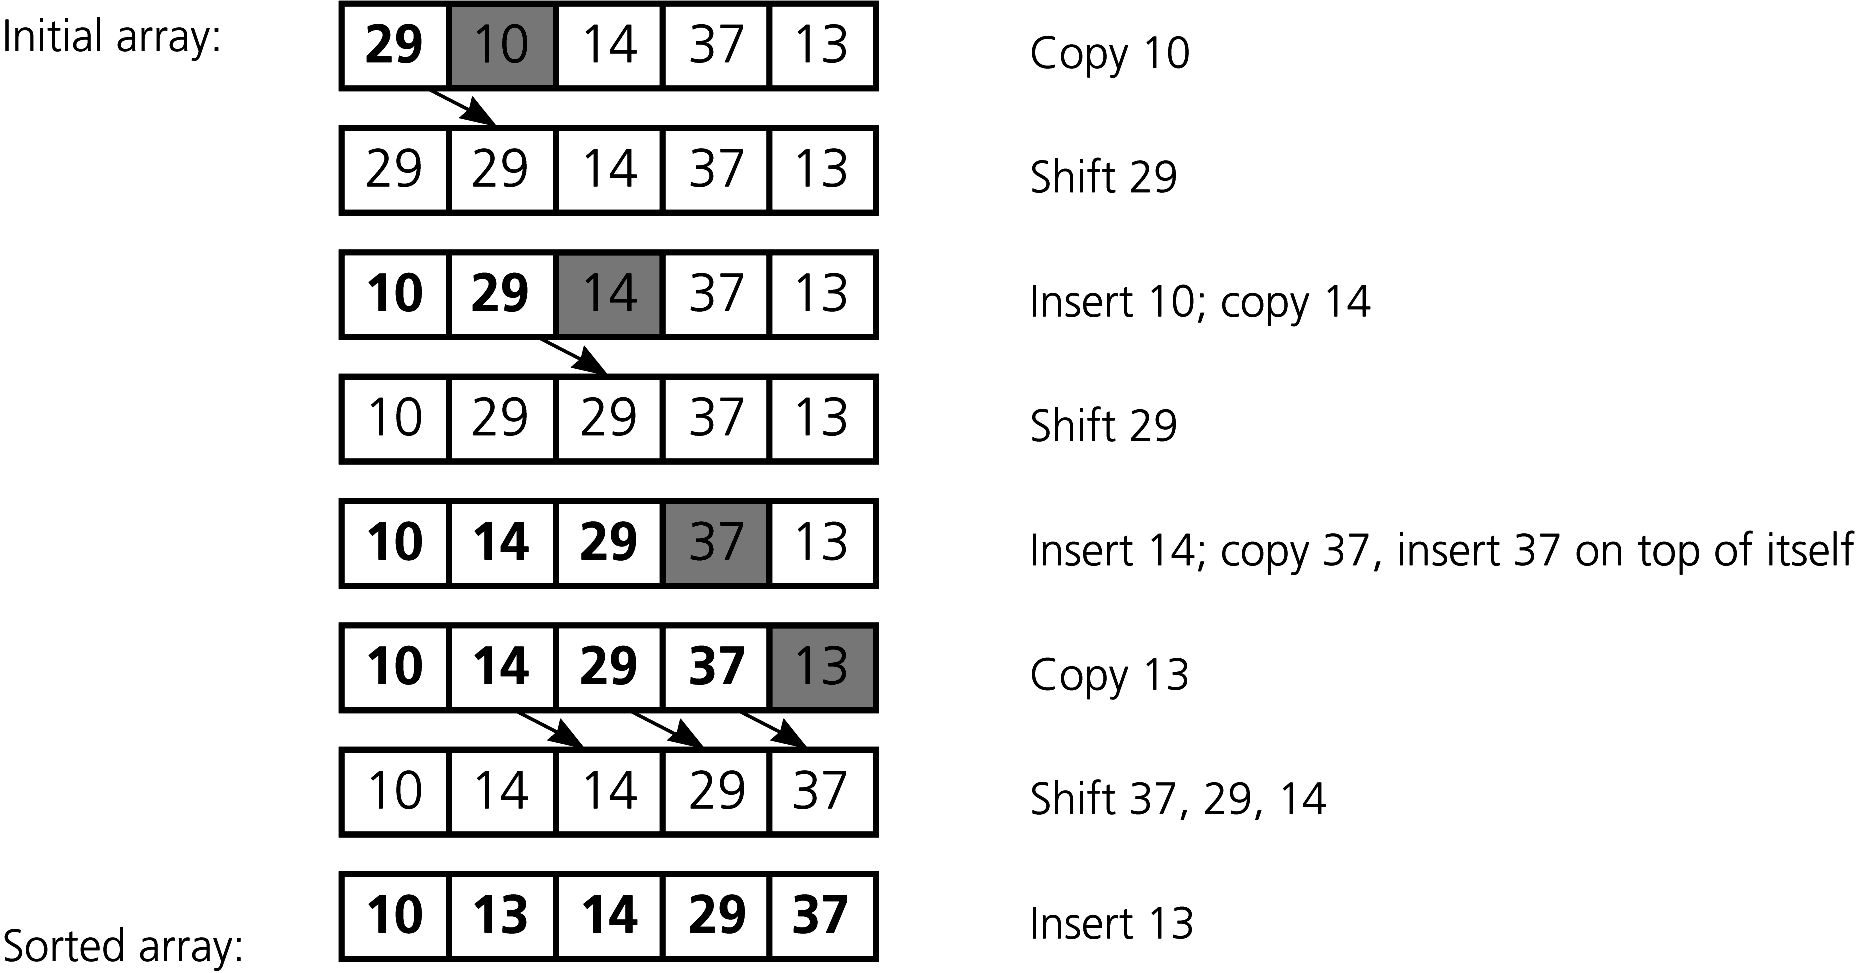 Initial array: 29 10 14 37 13 Copy 10
29 29 14 37 13 Shift 29
10 29 14 37 13 Insert 10; copy 14
10 29 29 37 13 Shift 29
10 14 29 37 13 Insert 14; copy 37, insert 37 on top of itself
10 14 29 37 13 Copy 13
10 14 14 29 37 Shift 37, 29, 14
Sorted array: 10 13 14 29 37 Insert 13